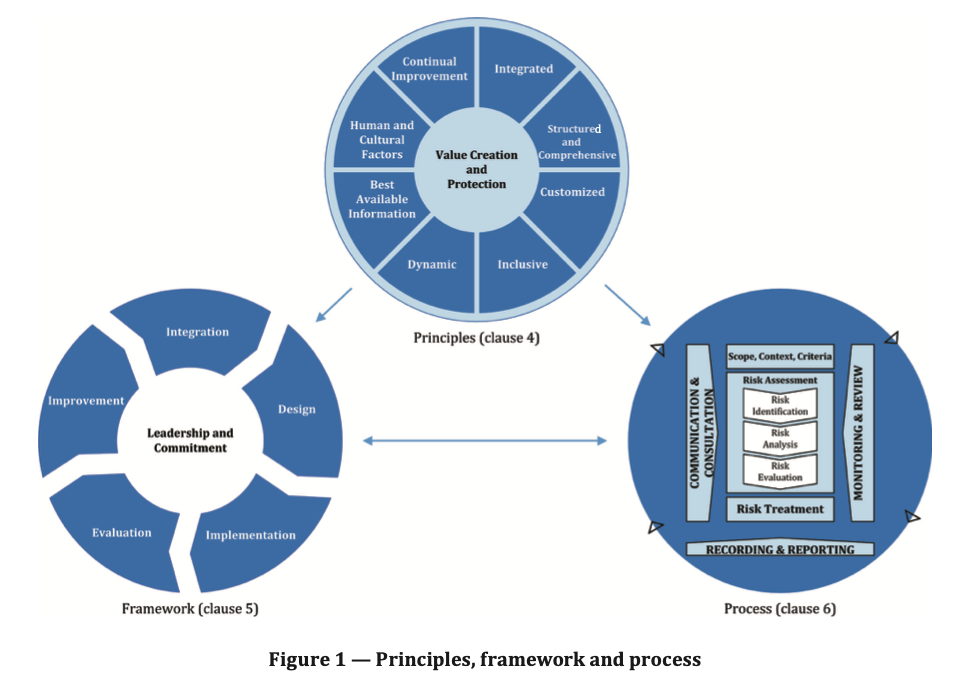 Continual
Improvement
Integrated
Human and
Cultural
Factors
Structured
and
Comprehensive
Value Creation
and
Protection
Best
Available
Information
Customized
Dynamic
Inclusive
Principles (clause 4)
Integration
Improvement
Design
Leadership and
Commitment
Evaluation
Implementation
Framework (clause 5)
Scope, Context, Criteria
Risk Assessment
Risk
Identification
Risk
Analysis
Risk
Evaluation
Risk Treatment
COMMUNICATION &
CONSULTATION
MONITORING & REVIEW
RECORDING & REPORTING
Process (clause 6)
Figure 1 — Principles, framework and process